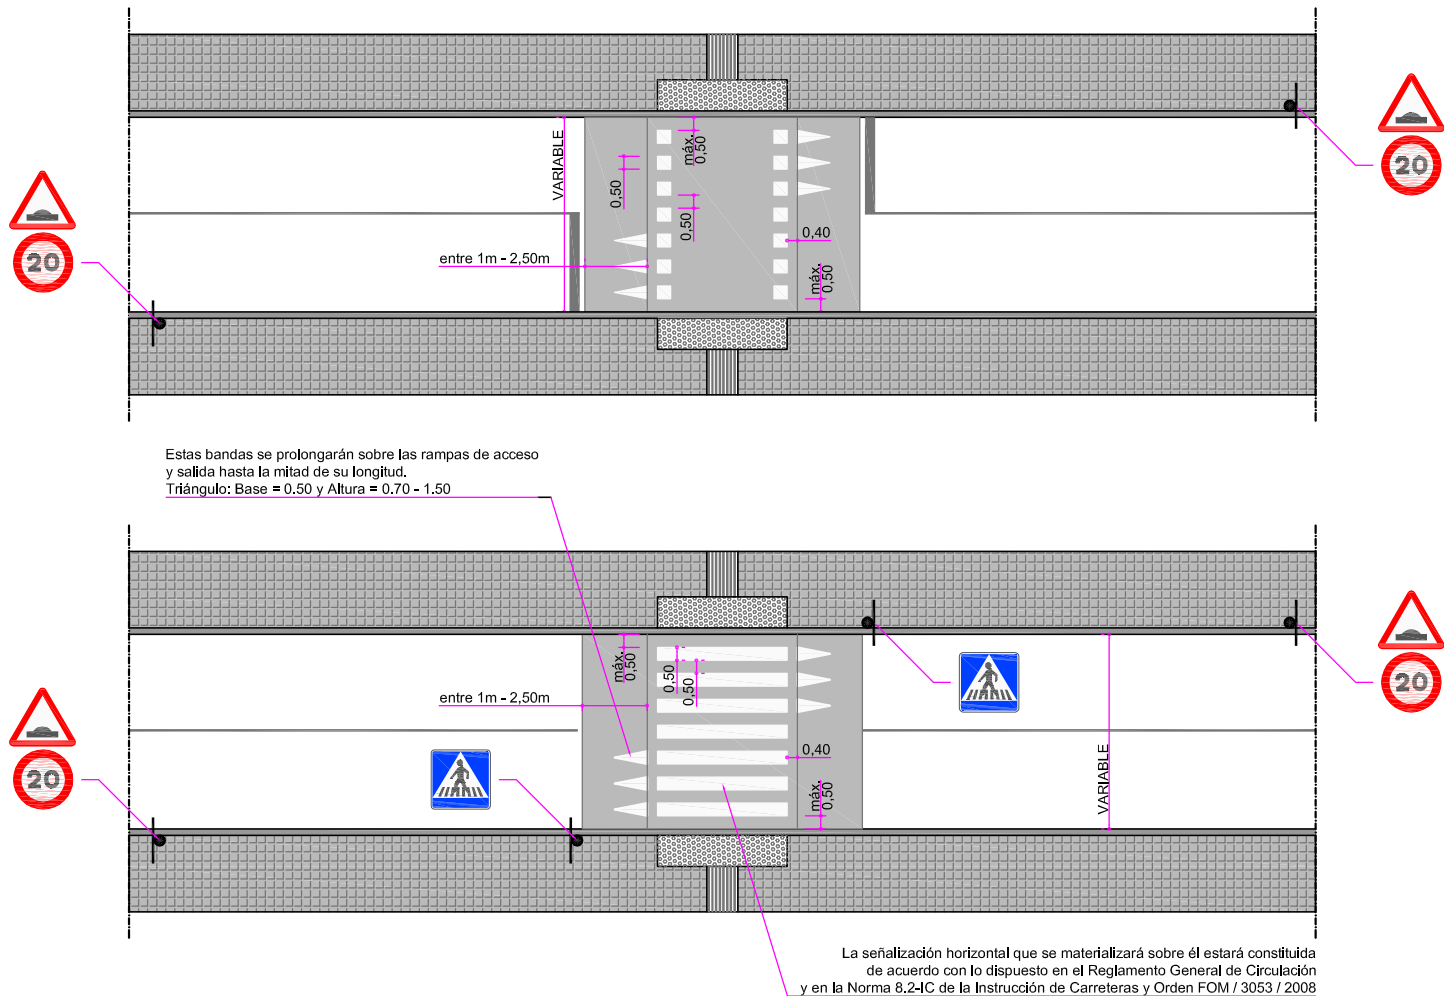 VARIABLE
máx.
0,50
0,50
0,50
entre 1m - 2,50m
0,40
máx.
0,50
20
20
Estas bandas se prolongarán sobre las rampas de acceso
y salida hasta la mitad de su longitud.
Triángulo: Base = 0.50 y Altura = 0.70 - 1.50
máx.
0,50
0,50
0,50
entre 1m - 2,50m
0,40
máx.
0,50
VARIABLE
20
20
La señalización horizontal que se materializará sobre él estará constituida
de acuerdo con lo dispuesto en el Reglamento General de Circulación
y en la Norma 8.2-IC de la Instrucción de Carreteras y Orden FOM / 3053 / 2008